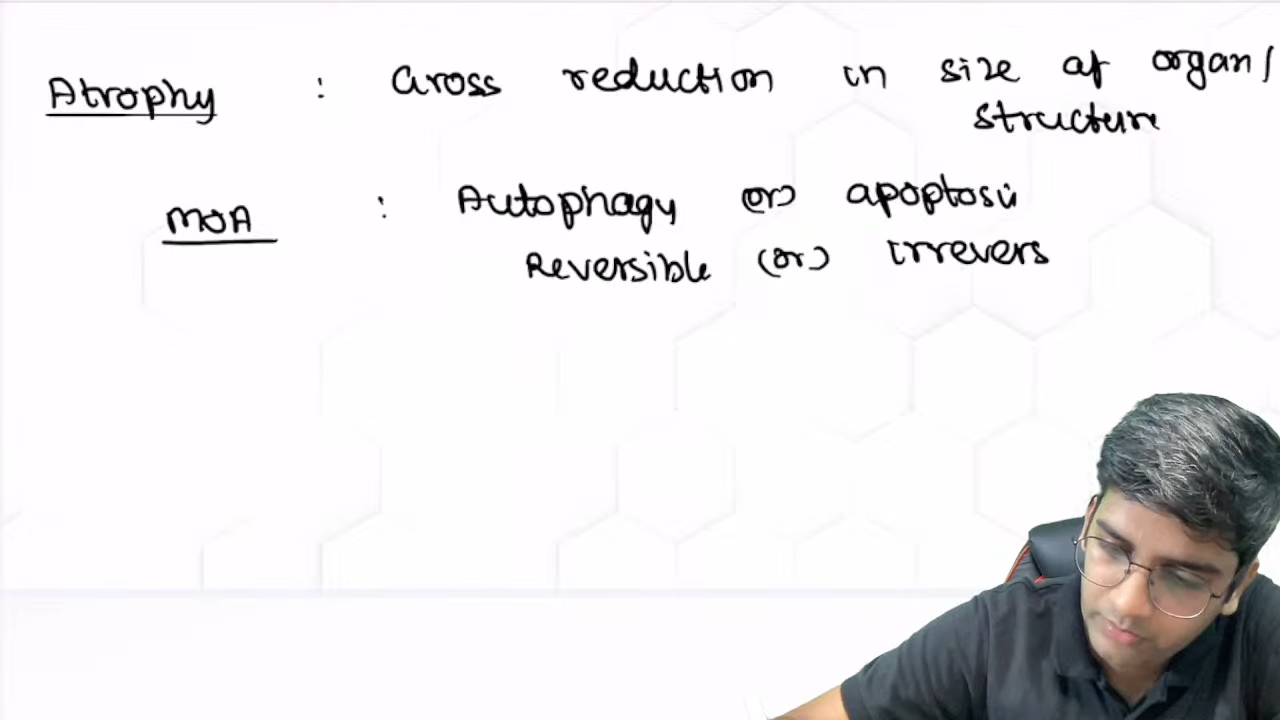 Atrophy : Gross reduction in size of organ/
structure
MOA : Autophagy (or) apoptosis
Reversible (or) irrevers